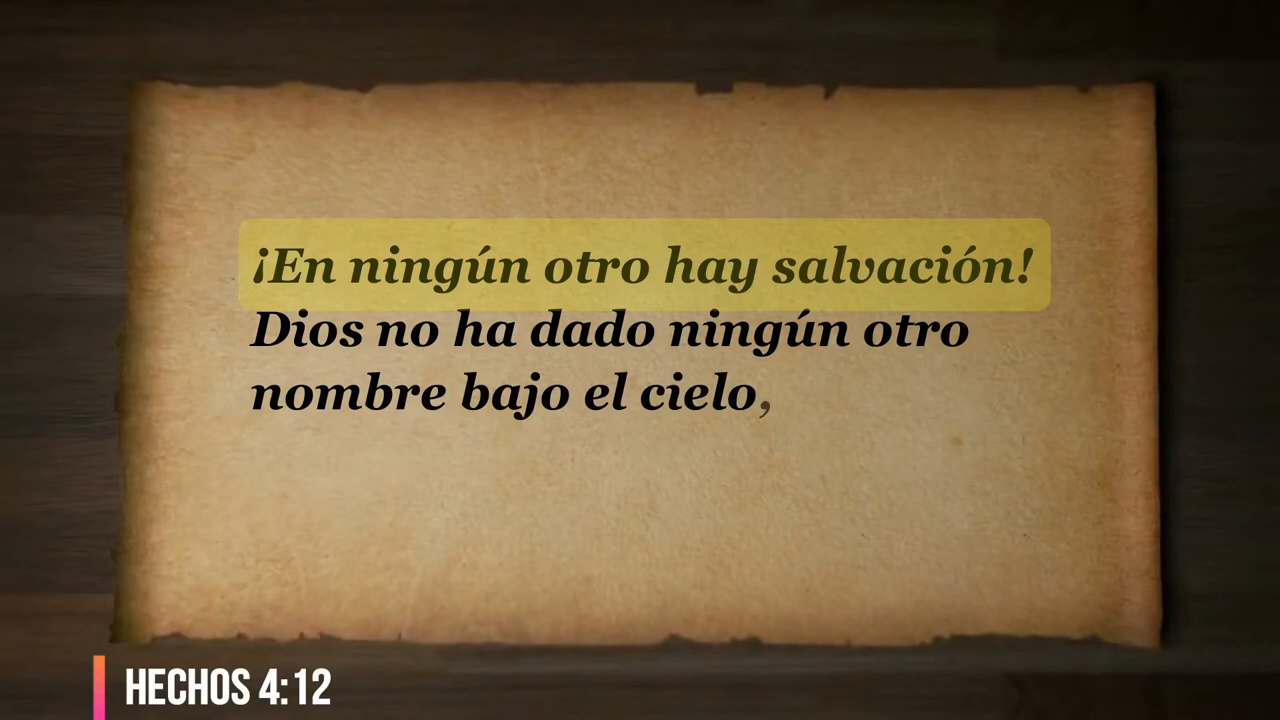 ¡En ningún otro hay salvación!
Dios no ha dado ningún otro
nombre bajo el cielo,
HECHOS 4:12